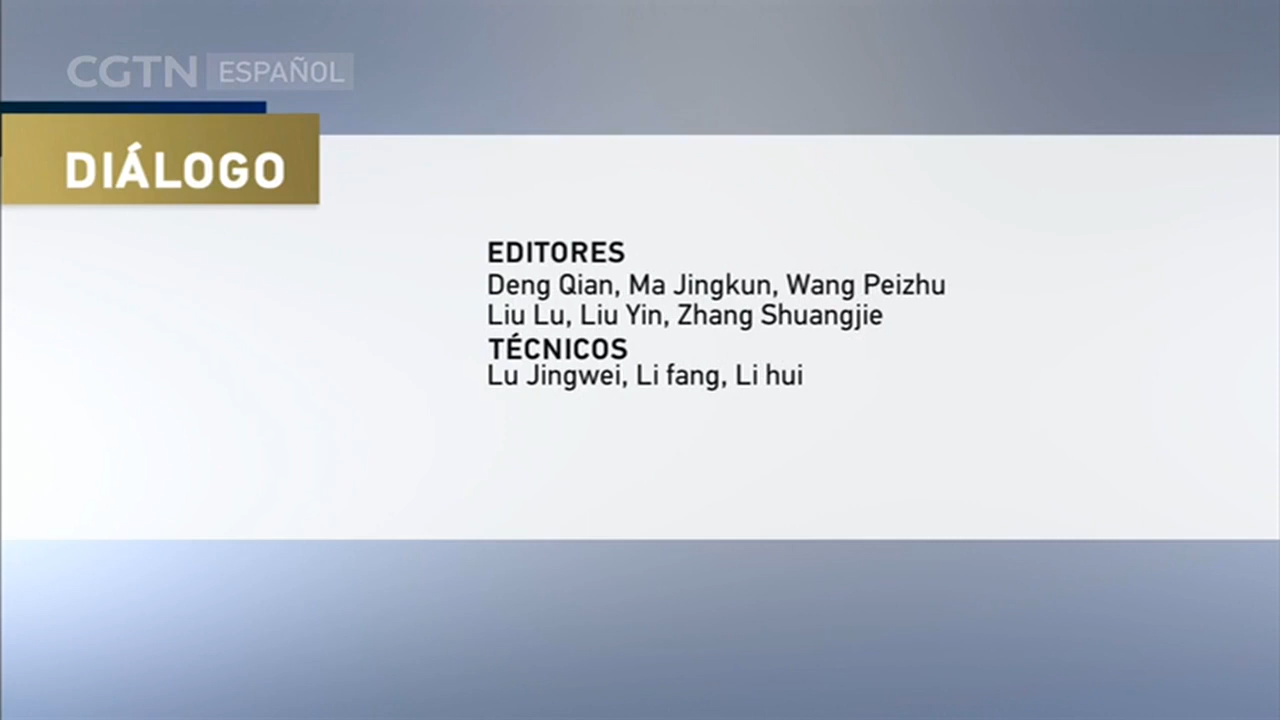 CGTN ESPAÑOL
DIÁLOGO
EDITORES
Deng Qian, Ma Jingkun, Wang Peizhu
Liu Lu, Liu Yin, Zhang Shuangjie
TÉCNICOS
Lu Jingwei, Li fang, Li hui